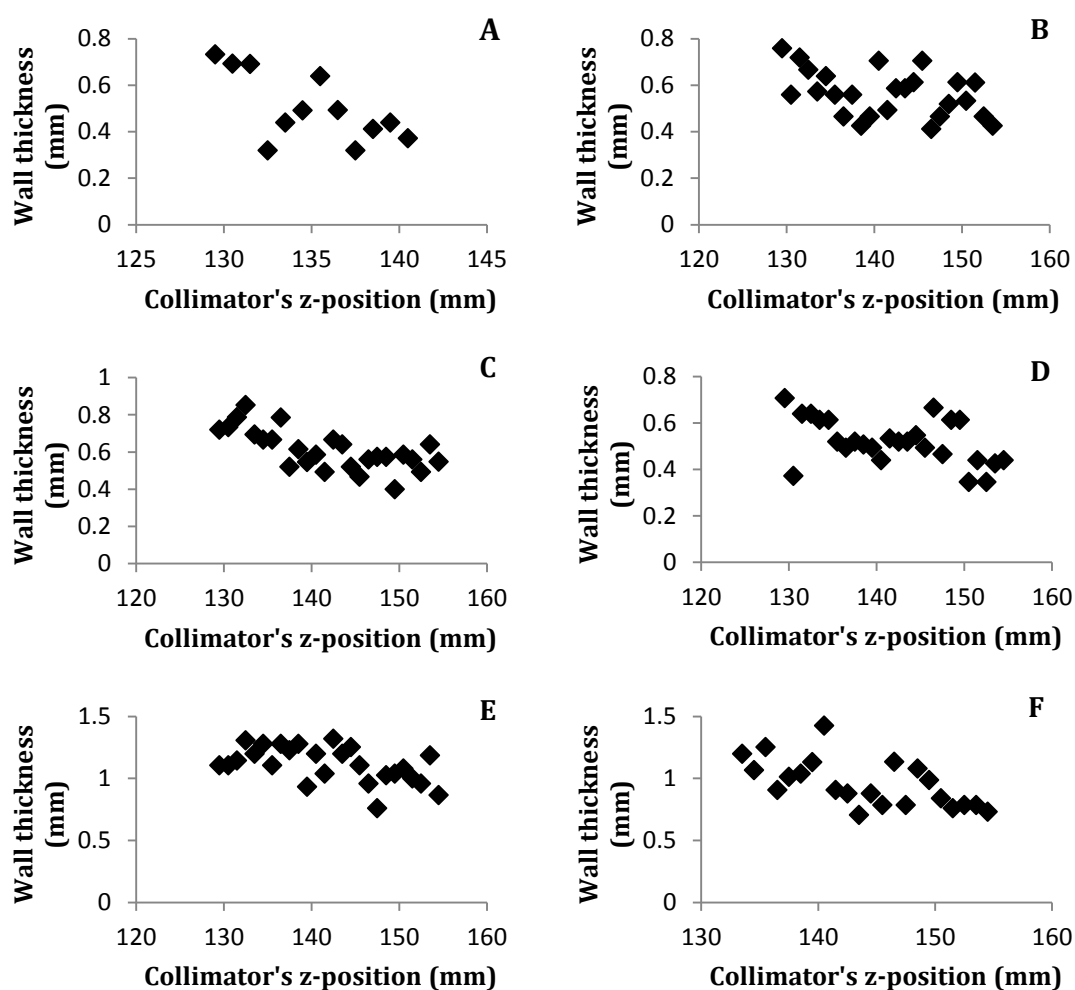 A
Wall thickness
(mm)
0.8
0.6
0.4
0.2
0
125 130 135 140 145
Collimator's z-position (mm)
B
Wall thickness
(mm)
0.8
0.6
0.4
0.2
0
120 130 140 150 160
Collimator's z-position (mm)
C
Wall thickness
(mm)
1
0.8
0.6
0.4
0.2
0
120 130 140 150 160
Collimator's z-position (mm)
D
Wall thickness
(mm)
0.8
0.6
0.4
0.2
0
120 130 140 150 160
Collimator's z-position (mm)
E
Wall thickness
(mm)
1.5
1
0.5
0
120 130 140 150 160
Collimator's z-position (mm)
F
Wall thickness
(mm)
1.5
1
0.5
0
130 140 150 160
Collimator's z-position (mm)